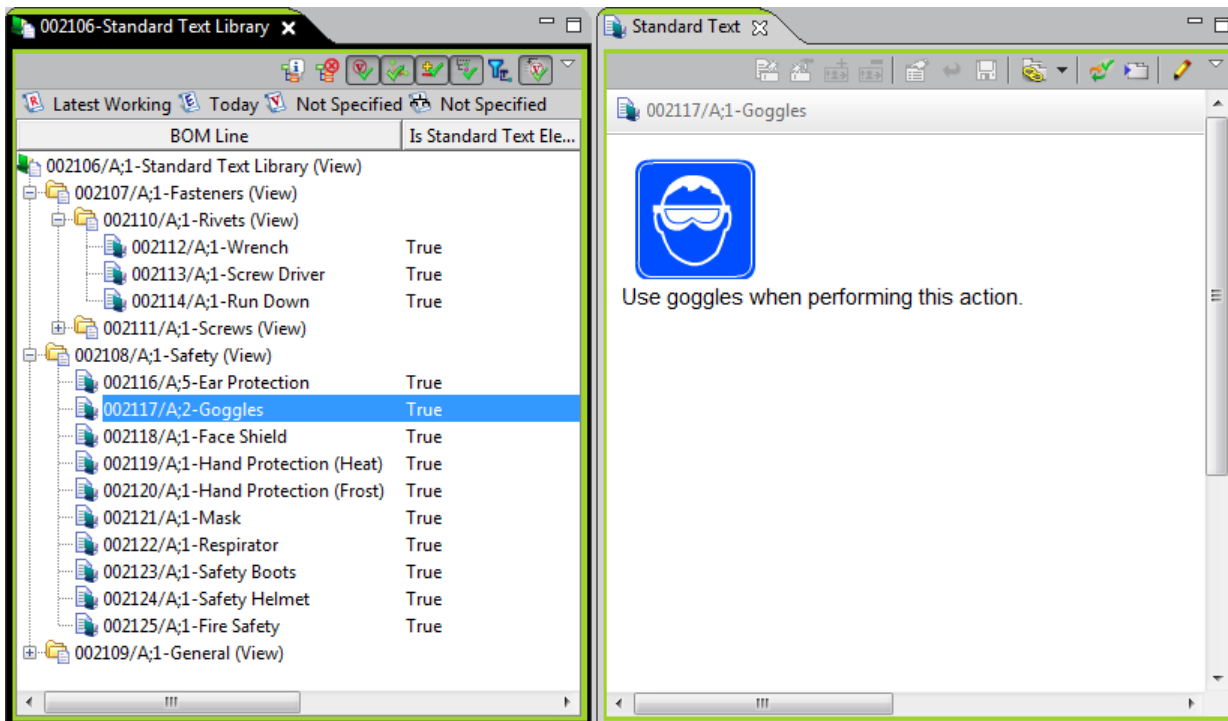 002106-Standard Text Library
Latest Working Today Not Specified Not Specified
BOM Line Is Standard Text Ele...
002106/A;1-Standard Text Library (View)
002107/A;1-Fasteners (View)
002110/A;1-Rivets (View)
002112/A;1-Wrench True
002113/A;1-Screw Driver True
002114/A;1-Run Down True
002111/A;1-Screws (View)
002108/A;1-Safety (View)
002116/A;5-Ear Protection True
002117/A;2-Goggles True
002118/A;1-Face Shield True
002119/A;1-Hand Protection (Heat) True
002120/A;1-Hand Protection (Frost) True
002121/A;1-Mask True
002122/A;1-Respirator True
002123/A;1-Safety Boots True
002124/A;1-Safety Helmet True
002125/A;1-Fire Safety True
002109/A;1-General (View)
Standard Text
002117/A;1-Goggles
Use goggles when performing this action.